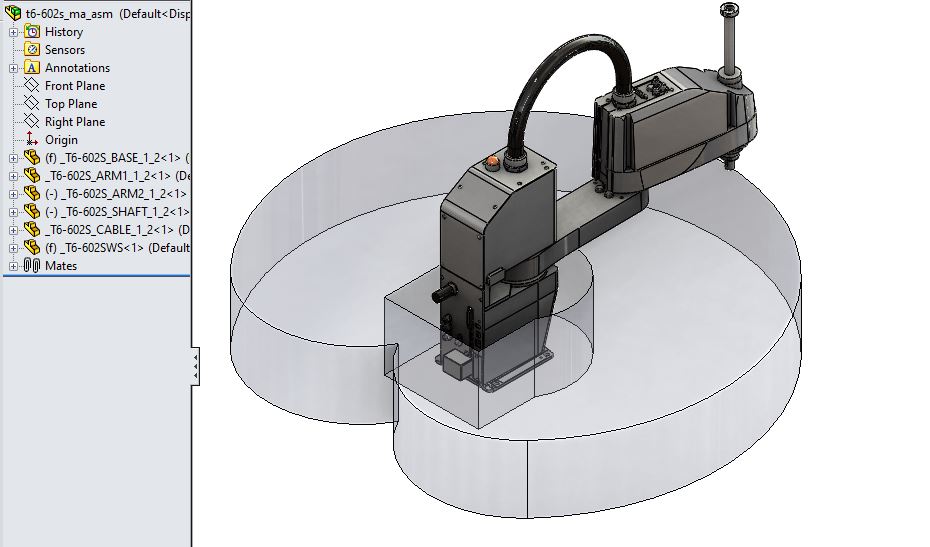 t6-602s_ma_asm (Default<Disp
History
Sensors
A Annotations
Front Plane
Top Plane
Right Plane
Origin
(f) _T6-602S_BASE_1_2<1> (
_T6-602S_ARM1_1_2<1> (De
(-) _T6-602S_ARM2_1_2<1>
(-) _T6-602S_SHAFT_1_2<1>
_T6-602S_CABLE_1_2<1> (D
(f) _T6-602SWS<1> (Default
Mates